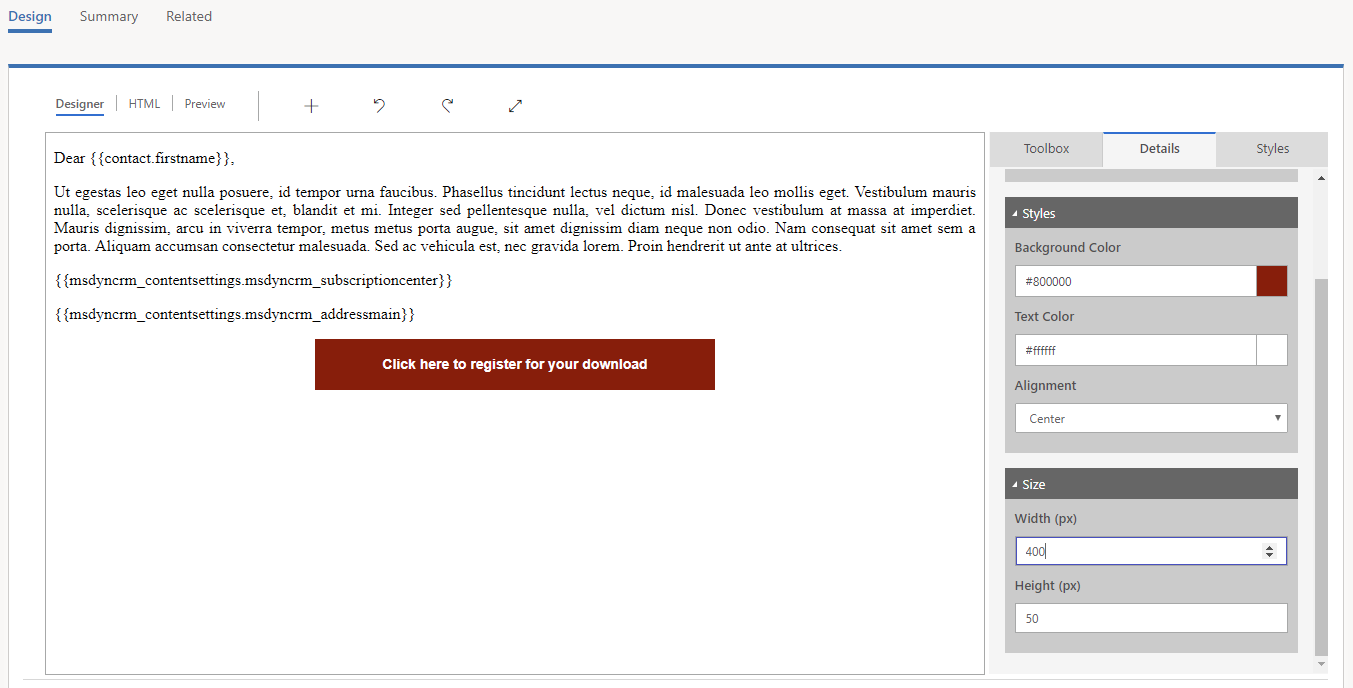 Design Summary Related
Designer HTML Preview
Toolbox Details Styles
Dear {{contact.firstname}},
Ut egestas leo eget nulla posuere, id tempor urna faucibus. Phasellus tincidunt lectus neque, id malesuada leo mollis eget. Vestibulum mauris
nulla, scelerisque ac scelerisque et, blandit et mi. Integer sed pellentesque nulla, vel dictum nisl. Donec vestibulum at massa at imperdiet.
Mauris dignissim, arcu in viverra tempor, metus metus porta augue, sit amet dignissim diam neque non odio. Nam consequat sit amet sem a
porta. Aliquam accumsan consectetur malesuada. Sed ac vehicula est, nec gravida lorem. Proin hendrerit ut ante at ultrices.
{{msdyncrm_contentsettings.msdyncrm_subscriptioncenter}}
{{msdyncrm_contentsettings.msdyncrm_addressmain}}
Click here to register for your download
Styles
Background Color
#800000
Text Color
#ffffff
Alignment
Center
Size
Width (px)
400
Height (px)
50